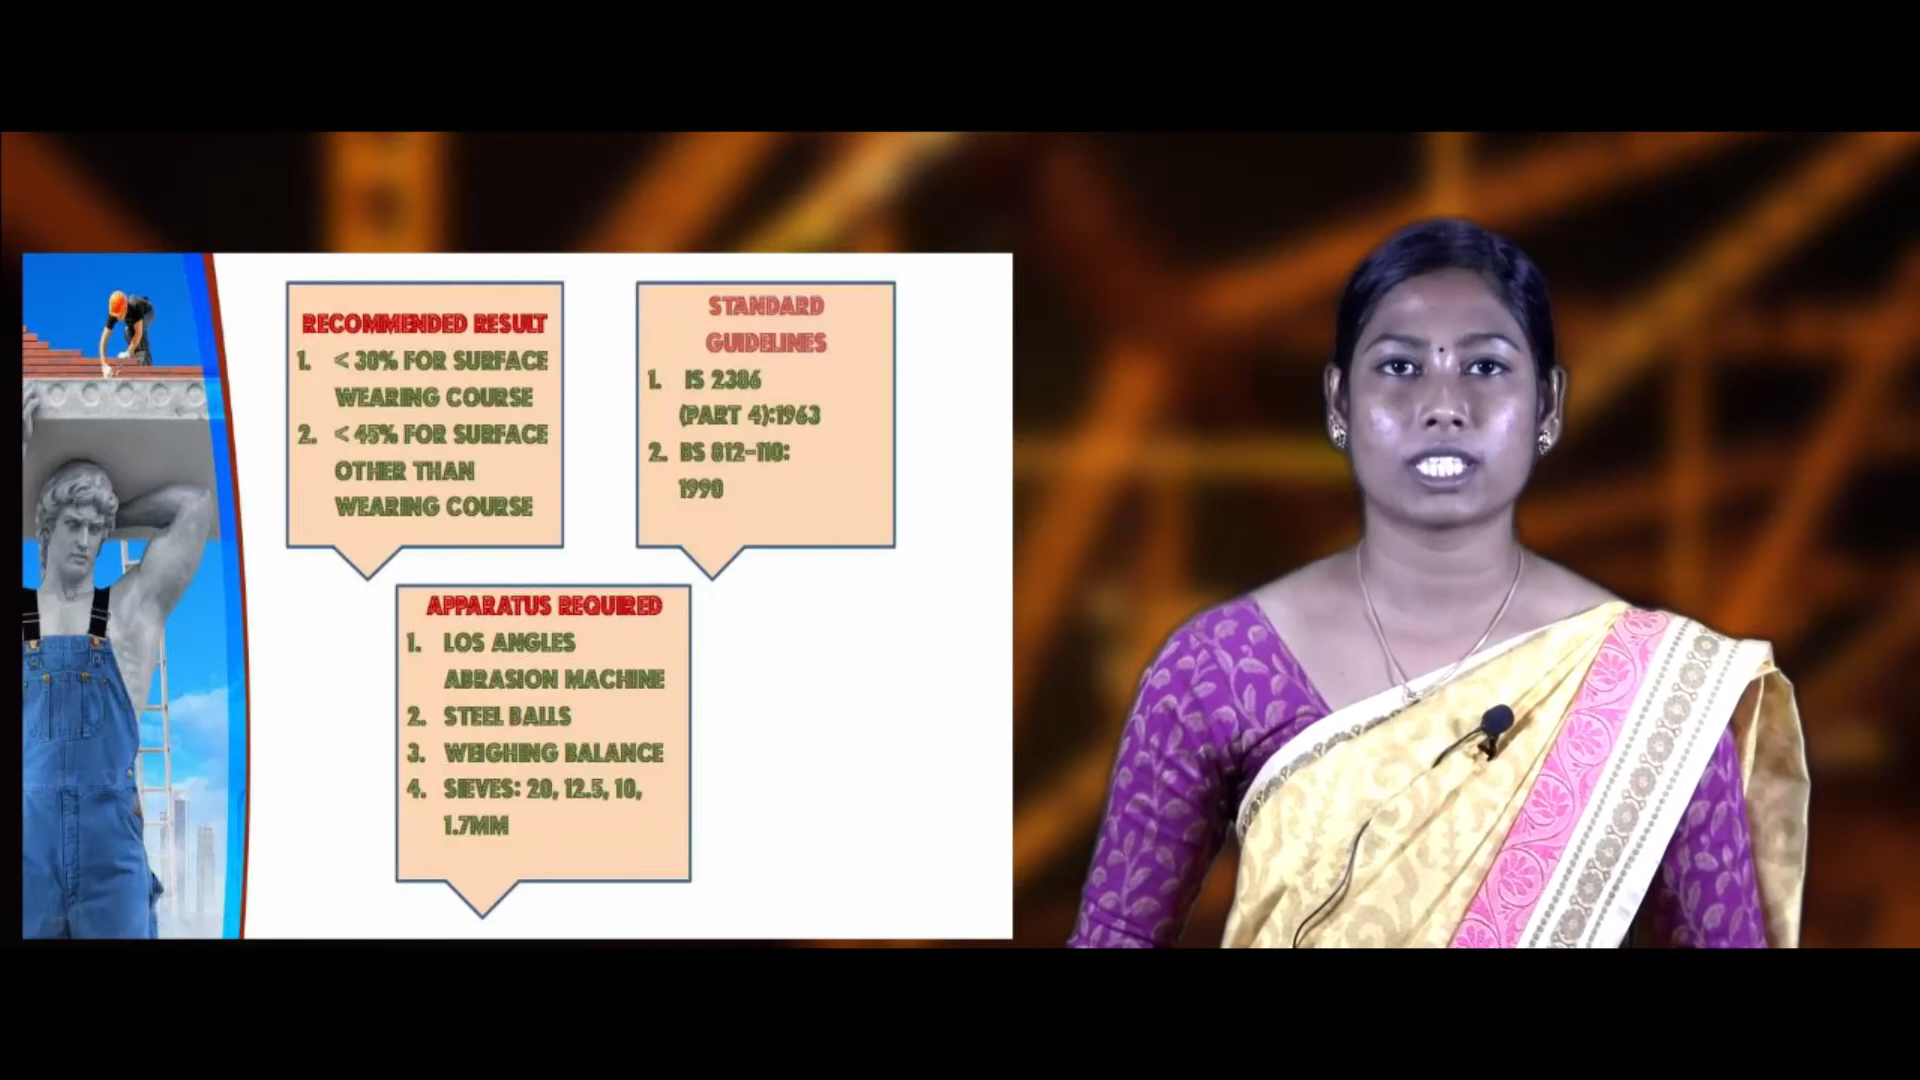 RECOMMENDED RESULT
1. < 30% FOR SURFACE
WEARING COURSE
2. < 45% FOR SURFACE
OTHER THAN
WEARING COURSE
STANDARD
GUIDELINES
1. IS 2386
(PART 4):1963
2. BS 812-110:
1990
APPARATUS REQUIRED
1. LOS ANGLES
ABRASION MACHINE
2. STEEL BALLS
3. WEIGHING BALANCE
4. SIEVES: 20, 12.5, 10,
1.7MM